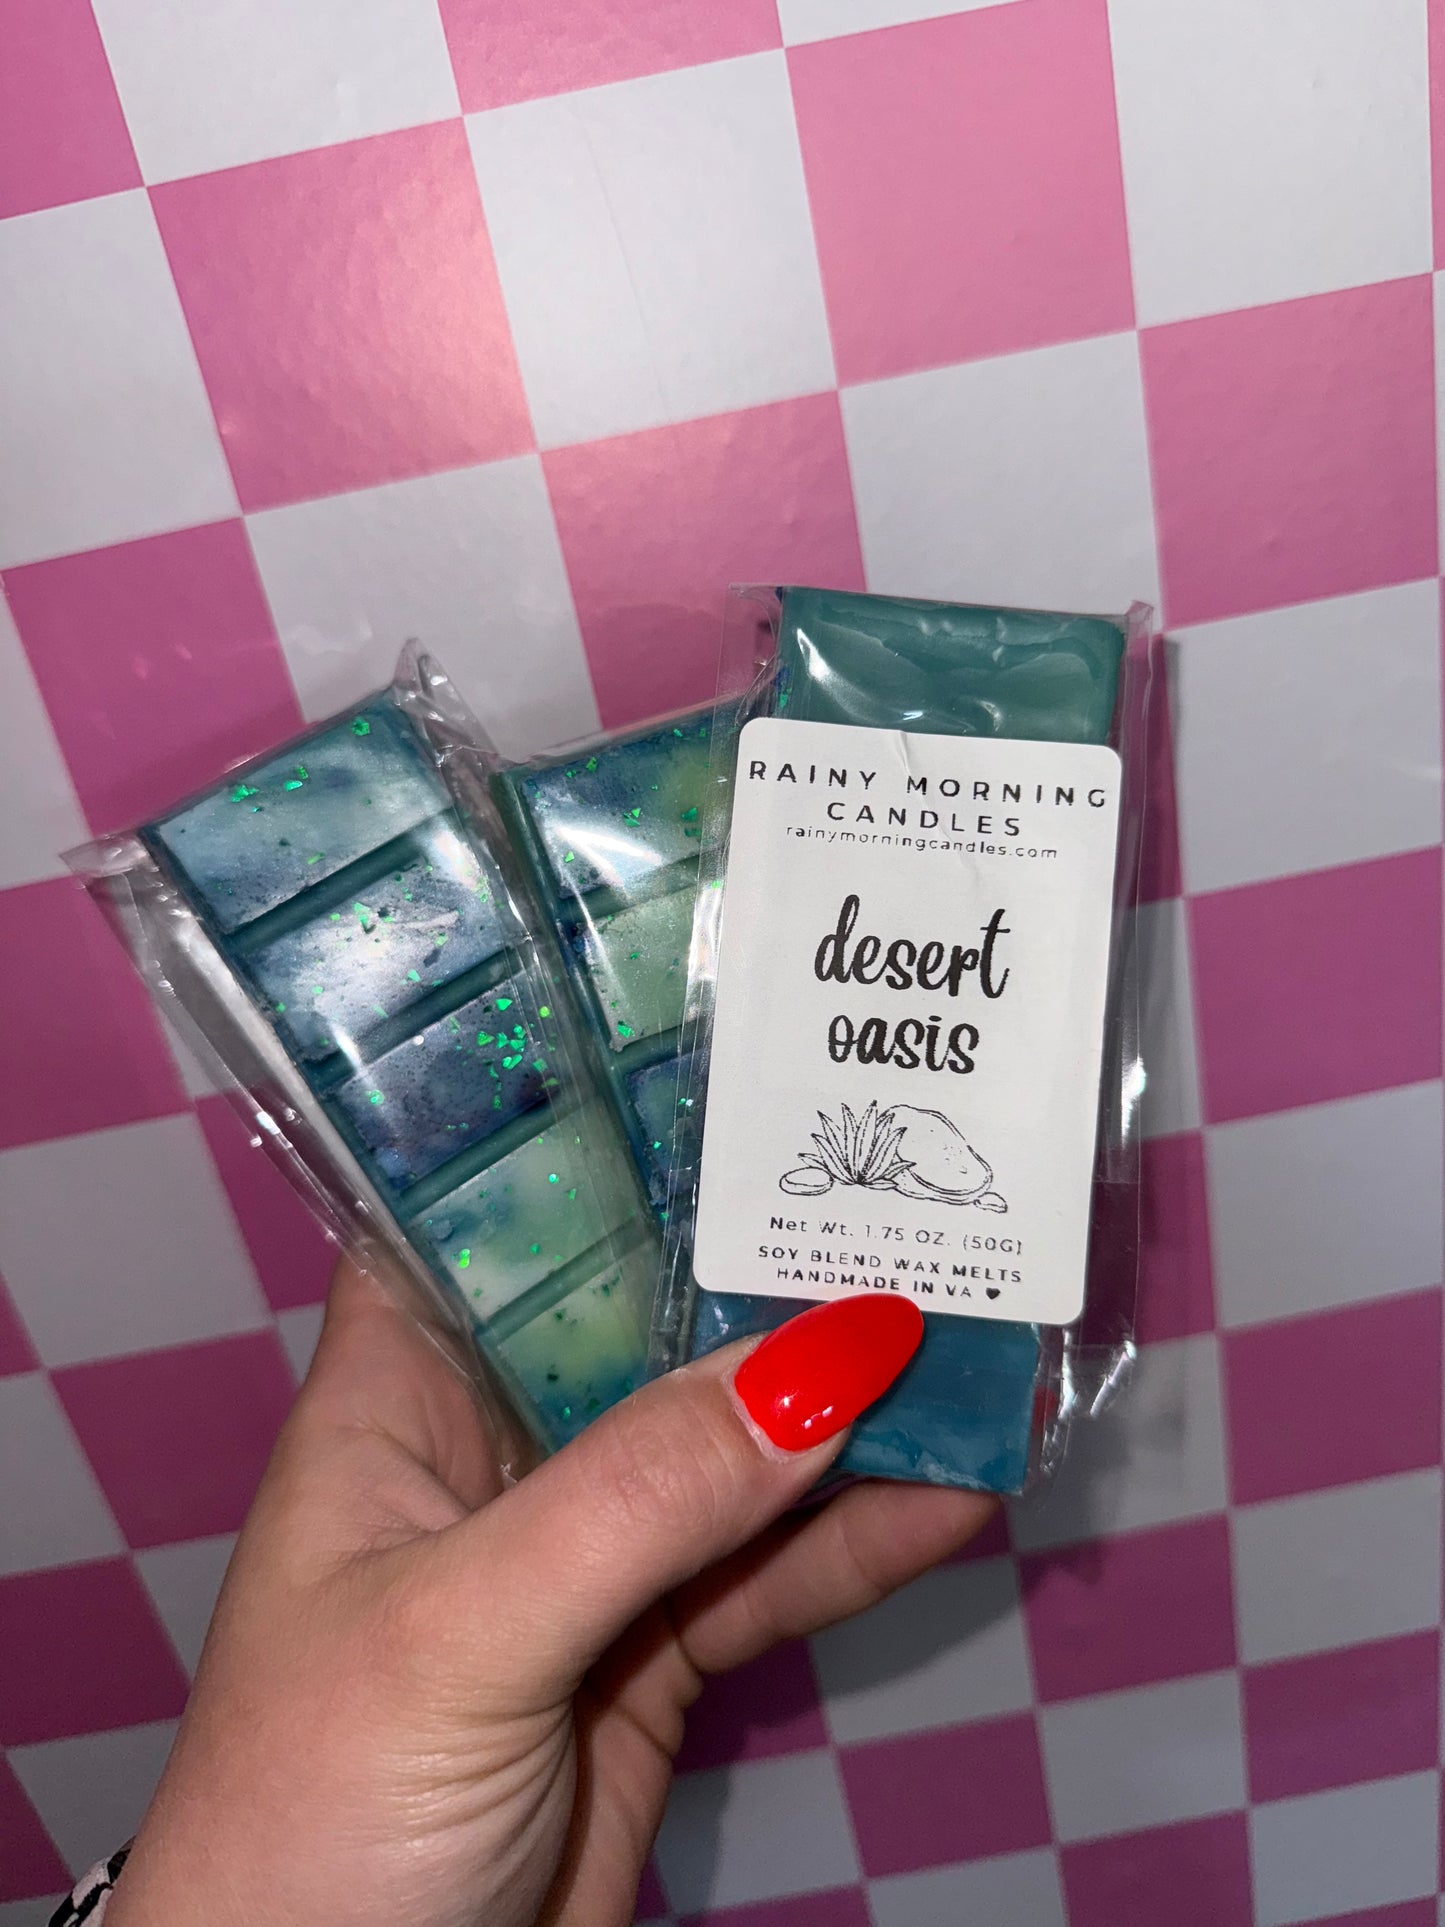 RAINY MORNING
CANDLES
rainymorningcandles.com
desert
oasis
Net Wt. 1.75 OZ. (50G)
SOY BLEND WAX MELTS
HANDMADE IN VA ♥